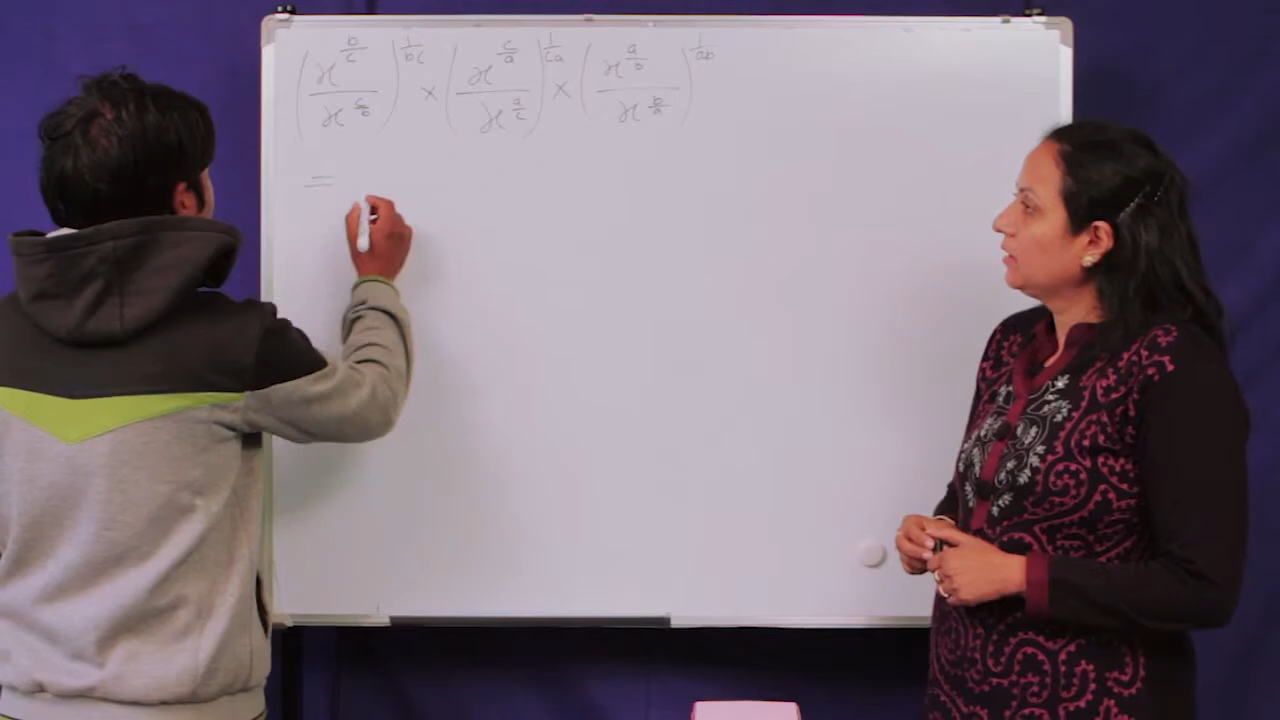 (x^(b/c) / x^(c/b))^(1/bc) × (x^(c/a) / x^(a/c))^(1/ca) × (x^(a/b) / x^(b/a))^(1/ab)
=